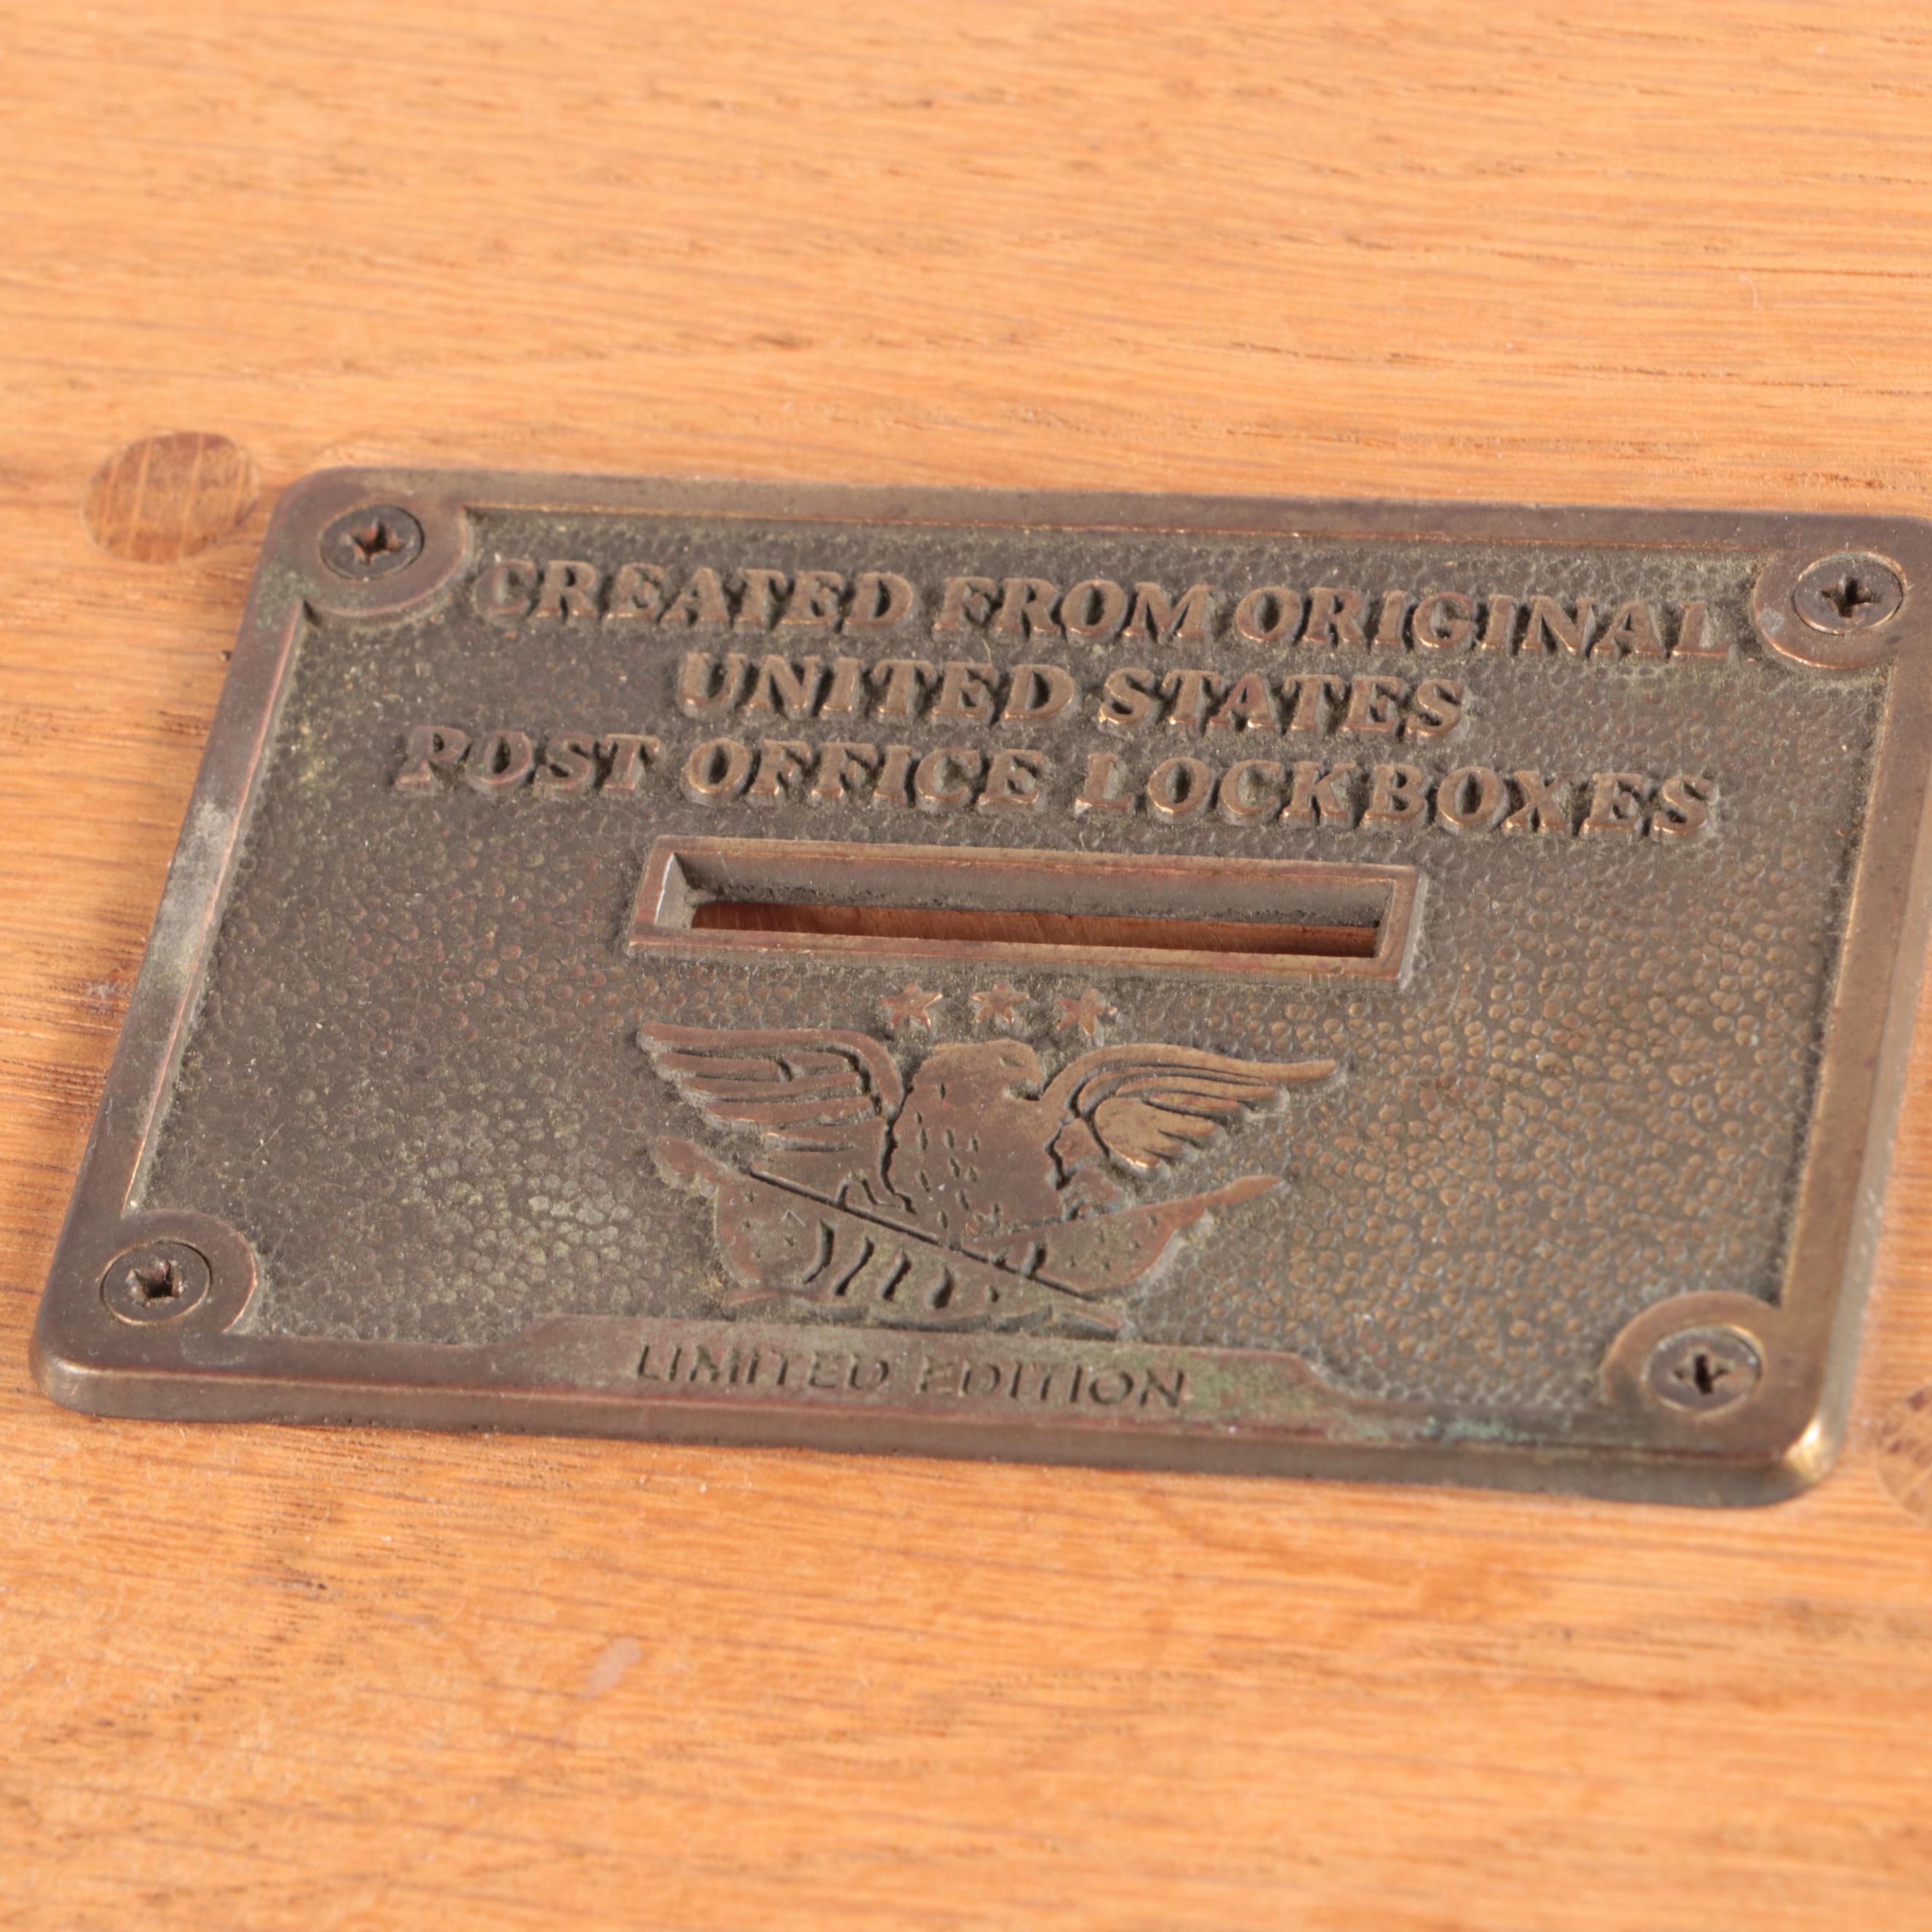 CREATED FROM ORIGINAL
UNITED STATES
POST OFFICE LOCKBOXES
LIMITED EDITION